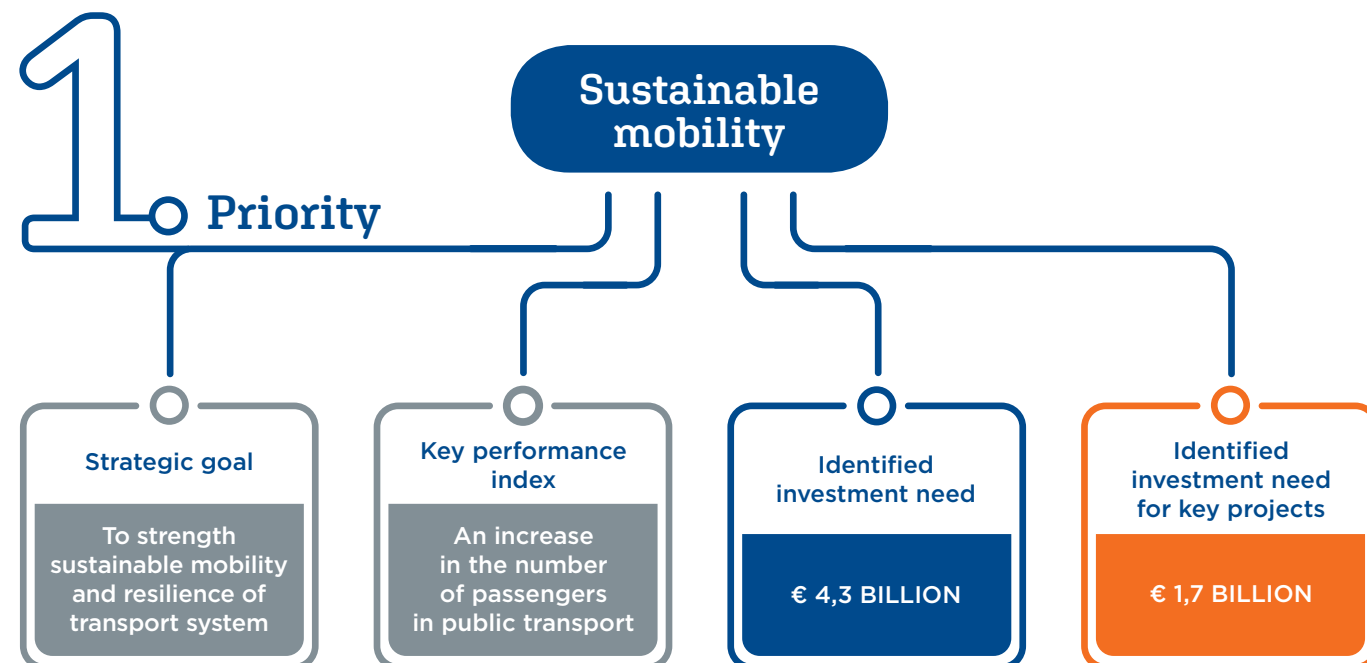 1
Priority
Sustainable
mobility
Strategic goal
To strength
sustainable mobility
and resilience of
transport system
Key performance
index
An increase
in the number
of passengers
in public transport
Identified
investment need
€ 4,3 BILLION
Identified
investment need
for key projects
€ 1,7 BILLION